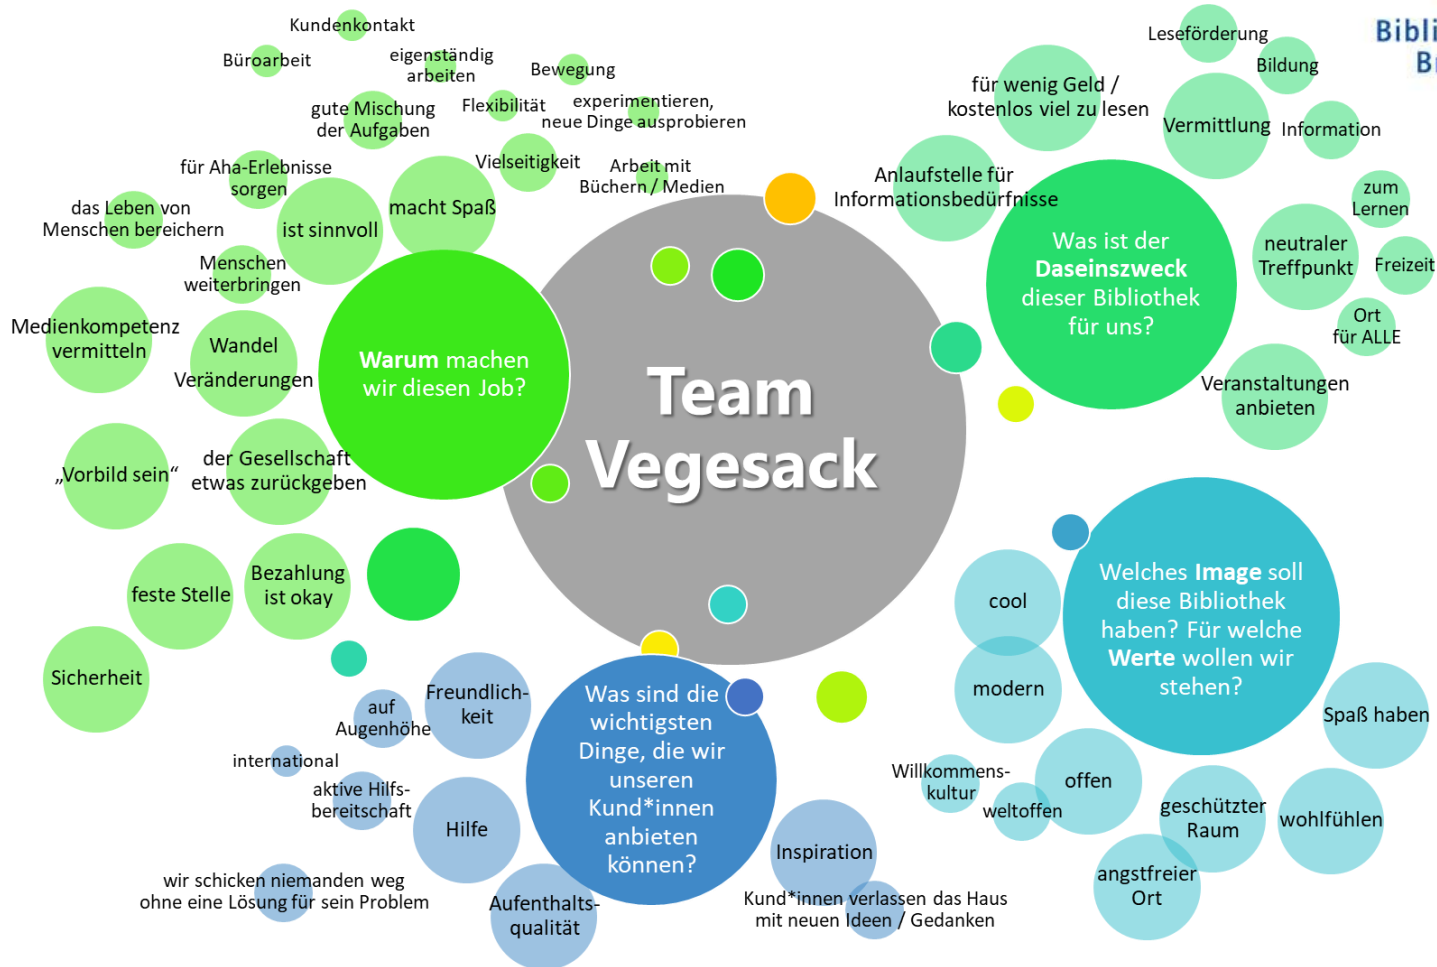 Kundenkontakt
Büroarbeit
eigenständig
arbeiten
Bewegung
gute Mischung
der Aufgaben
Flexibilität
experimentieren,
neue Dinge ausprobieren
für Aha-Erlebnisse
sorgen
Vielseitigkeit
Arbeit mit
Büchern / Medien
das Leben von
Menschen bereichern
ist sinnvoll
macht Spaß
Menschen
weiterbringen
Medienkompetenz
vermitteln
Wandel
Veränderungen
Warum machen
wir diesen Job?
„Vorbild sein“
der Gesellschaft
etwas zurückgeben
feste Stelle
Bezahlung
ist okay
Sicherheit
Team
Vegesack
Leseförderung
Bildung
für wenig Geld /
kostenlos viel zu lesen
Vermittlung
Information
Anlaufstelle für
Informationsbedürfnisse
zum
Lernen
Was ist der
Daseinszweck
dieser Bibliothek
für uns?
neutraler
Treffpunkt
Freizeit
Ort
für ALLE
Veranstaltungen
anbieten
Welches Image soll
diese Bibliothek
haben? Für welche
Werte wollen wir
stehen?
cool
modern
Spaß haben
Willkommens-
kultur
weltoffen
offen
geschützter
Raum
wohlfühlen
angstfreier
Ort
Was sind die
wichtigsten
Dinge, die wir
unseren
Kund*innen
anbieten
können?
Freundlich-
keit
auf
Augenhöhe
international
aktive Hilfs-
bereitschaft
Hilfe
wir schicken niemanden weg
ohne eine Lösung für sein Problem
Aufenthalts-
qualität
Inspiration
Kund*innen verlassen das Haus
mit neuen Ideen / Gedanken